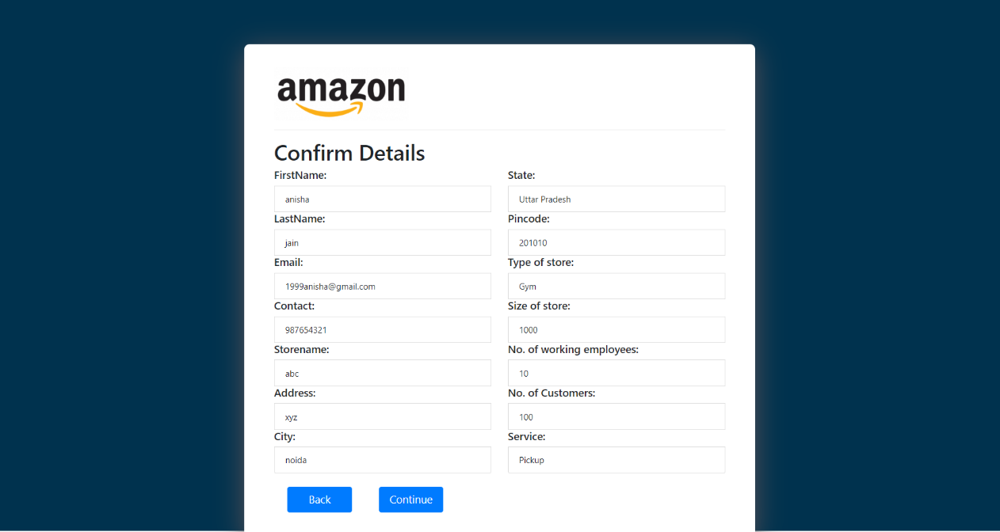 amazon
Confirm Details
FirstName:
anisha
LastName:
jain
Email:
1999anisha@gmail.com
Contact:
987654321
Storename:
abc
Address:
xyz
City:
noida
State:
Uttar Pradesh
Pincode:
201010
Type of store:
Gym
Size of store:
1000
No. of working employees:
10
No. of Customers:
100
Service:
Pickup
Back
Continue